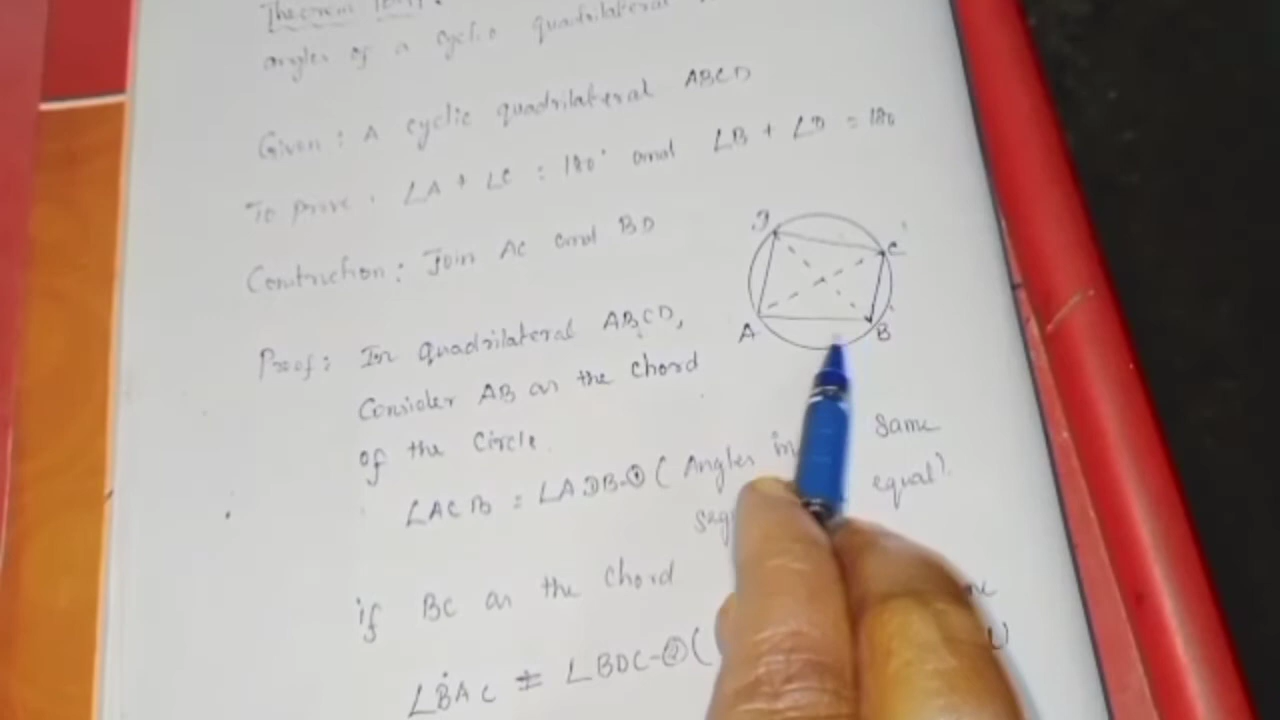 Theorem
angles of a cyclic quadrilateral
Given : A cyclic quadrilateral ABCD
To prove : ∠A + ∠C = 180° and ∠B + ∠D = 180
Contruction : Join AC and BD
D
C
A
B
Proof : In quadrilateral ABCD,
Consider AB as the chord
of the circle.
∠ACB = ∠ADB-① ( Angles in same
equal).
if BC as the chord
∠BAC = ∠BDC-② (